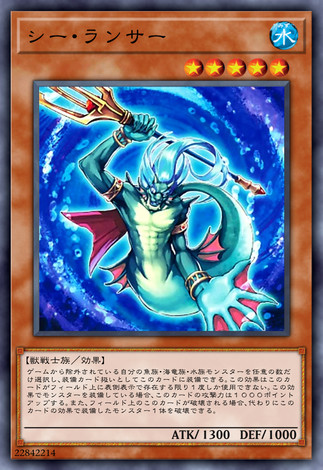 シー・ランサー
水
【獣戦士族／効果】
ゲームから除外されている自分の魚族・海竜族・水族モンスターを任意の数だ
け選択し、装備カード扱いとしてこのカードに装備できる。この効果はこのカー
ドがフィールド上に表側表示で存在する限り１度しか使用できない。この効
果でモンスターを装備している場合、このカードの攻撃力は１０００ポイント
アップする。また、フィールド上のこのカードが破壊される場合、代わりにこの
カードの効果で装備したモンスター１体を破壊できる。
ATK/1300 DEF/1000
22842214